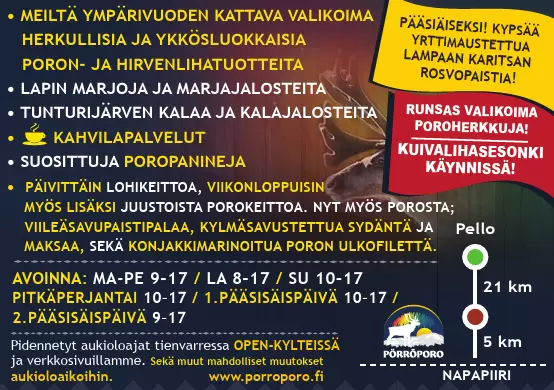 • MEILTÄ YMPÄRIVUODEN KATTAVA VALIKOIMA
HERKULLISIA JA YKKÖSLUOKKAISIA
PORON- JA HIRVENLIHATUOTTEITA
• LAPIN MARJOJA JA MARJAJALOSTEITA
• TUNTURIJÄRVEN KALAA JA KALAJALOSTEITA
• KAHVILAPALVELUT
• SUOSITTUJA POROPANINEJA
• PÄIVITTÄIN LOHIKEITTOA, VIIKONLOPPUISIN
MYÖS LISÄKSI JUUSTOISTA POROKEITTOA. NYT MYÖS POROSTA;
VIILEÄSAVUPAISTIPALAA, KYLMÄSAVUSTETTUA SYDÄNTÄ JA
MAKSAA, SEKÄ KONJAKKIMARINOITUA PORON ULKOFILETTÄ.
AVOINNA: MA-PE 9-17 / LA 8-17 / SU 10-17
PITKÄPERJANTAI 10-17 / 1.PÄÄSISÄISPÄIVÄ 10-17 /
2.PÄÄSISÄISPÄIVÄ 9-17
Pidennetyt aukioloajat tienvarressa OPEN-KYLTEISSÄ
ja verkkosivuillamme. Sekä muut mahdolliset muutokset
aukioloaikoihin. www.porroporo.fi
PÄÄSIÄISEKSI! KYPSÄÄ
YRTTIMAUSTETTUA
LAMPAAN KARITSAN
ROSVOPAISTIA!
RUNSAS VALIKOIMA
POROHERKKUJA!
KUIVALIHASESONKI
KÄYNNISSÄ!
Pello
21 km
PÖRRÖPORO
5 km
NAPAPIIRI